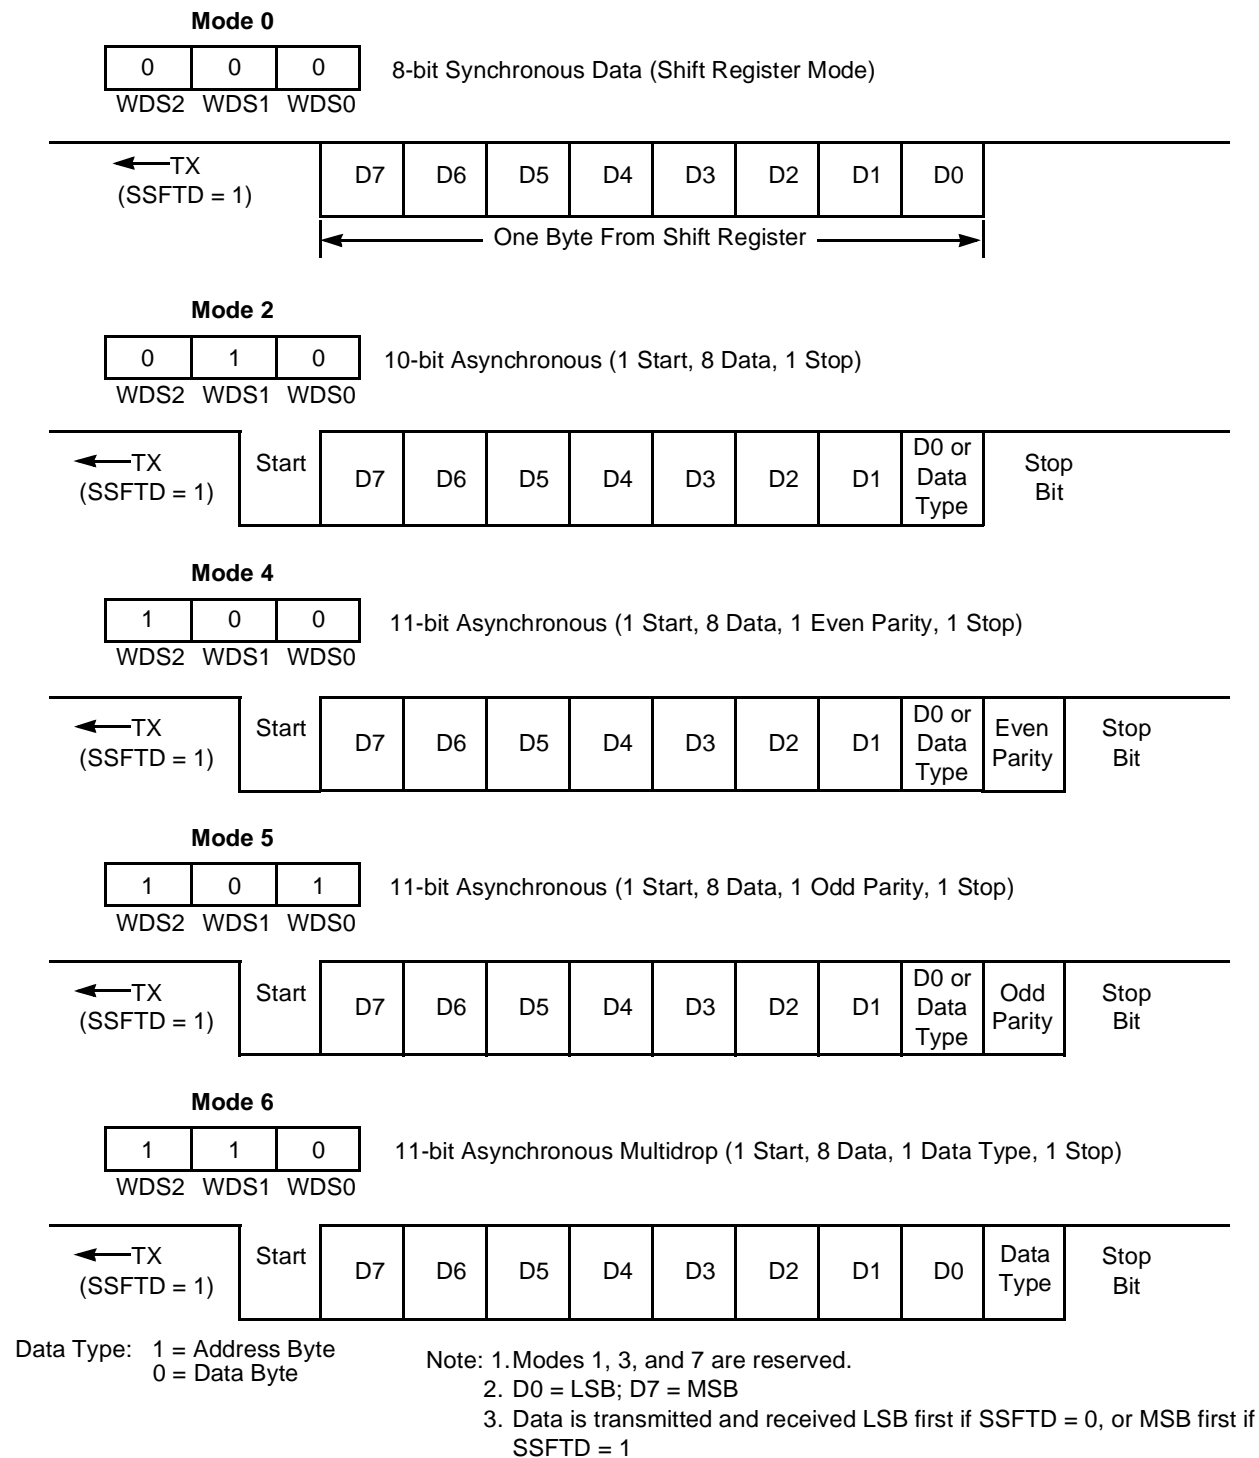 Mode 0
0 0 0
8-bit Synchronous Data (Shift Register Mode)
WDS2 WDS1 WDS0
TX
(SSFTD = 1)
D7 D6 D5 D4 D3 D2 D1 D0
One Byte From Shift Register
Mode 2
0 1 0
10-bit Asynchronous (1 Start, 8 Data, 1 Stop)
WDS2 WDS1 WDS0
TX
(SSFTD = 1)
Start
D7 D6 D5 D4 D3 D2 D1
D0 or
Data
Type
Stop
Bit
Mode 4
1 0 0
11-bit Asynchronous (1 Start, 8 Data, 1 Even Parity, 1 Stop)
WDS2 WDS1 WDS0
TX
(SSFTD = 1)
Start
D7 D6 D5 D4 D3 D2 D1
D0 or
Data
Type
Even
Parity
Stop
Bit
Mode 5
1 0 1
11-bit Asynchronous (1 Start, 8 Data, 1 Odd Parity, 1 Stop)
WDS2 WDS1 WDS0
TX
(SSFTD = 1)
Start
D7 D6 D5 D4 D3 D2 D1
D0 or
Data
Type
Odd
Parity
Stop
Bit
Mode 6
1 1 0
11-bit Asynchronous Multidrop (1 Start, 8 Data, 1 Data Type, 1 Stop)
WDS2 WDS1 WDS0
TX
(SSFTD = 1)
Start
D7 D6 D5 D4 D3 D2 D1 D0
Data
Type
Stop
Bit
Data Type: 1 = Address Byte
0 = Data Byte
Note: 1.Modes 1, 3, and 7 are reserved.
2. D0 = LSB; D7 = MSB
3. Data is transmitted and received LSB first if SSFTD = 0, or MSB first if
SSFTD = 1